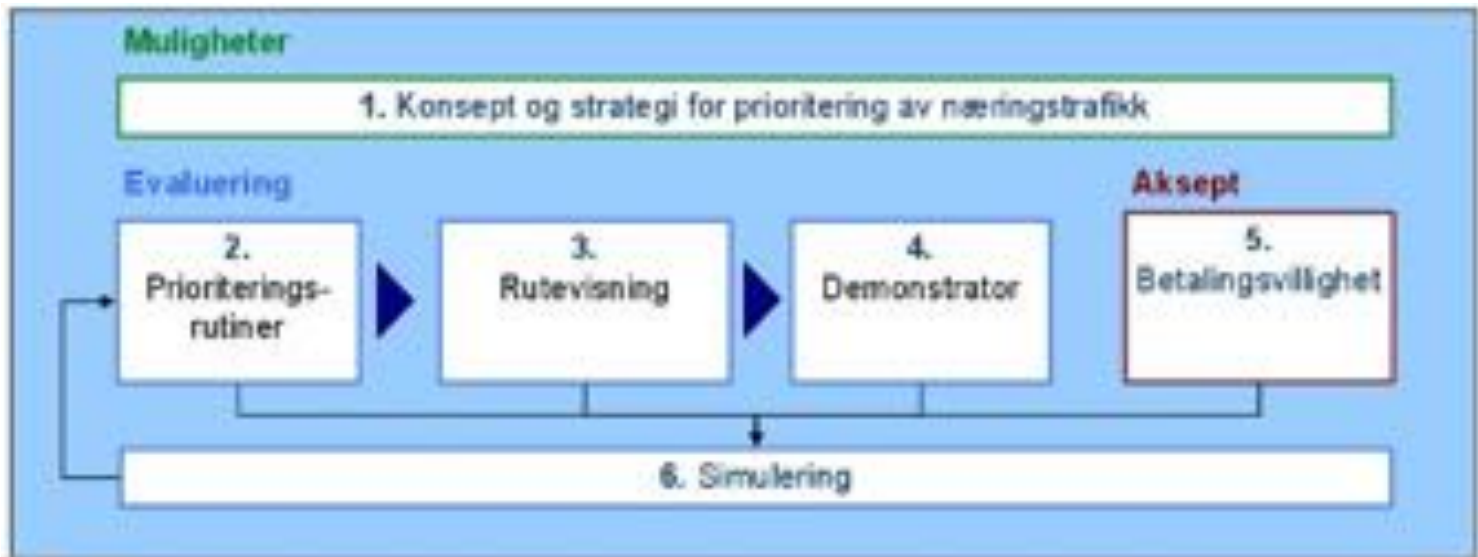 Muligheter
1. Konsept og strategi for prioritering av næringstrafikk
Evaluering
Aksept
2.
Prioriterings-
rutiner
3.
Rutevisning
4.
Demonstrator
5.
Betalingsvillighet
6. Simulering